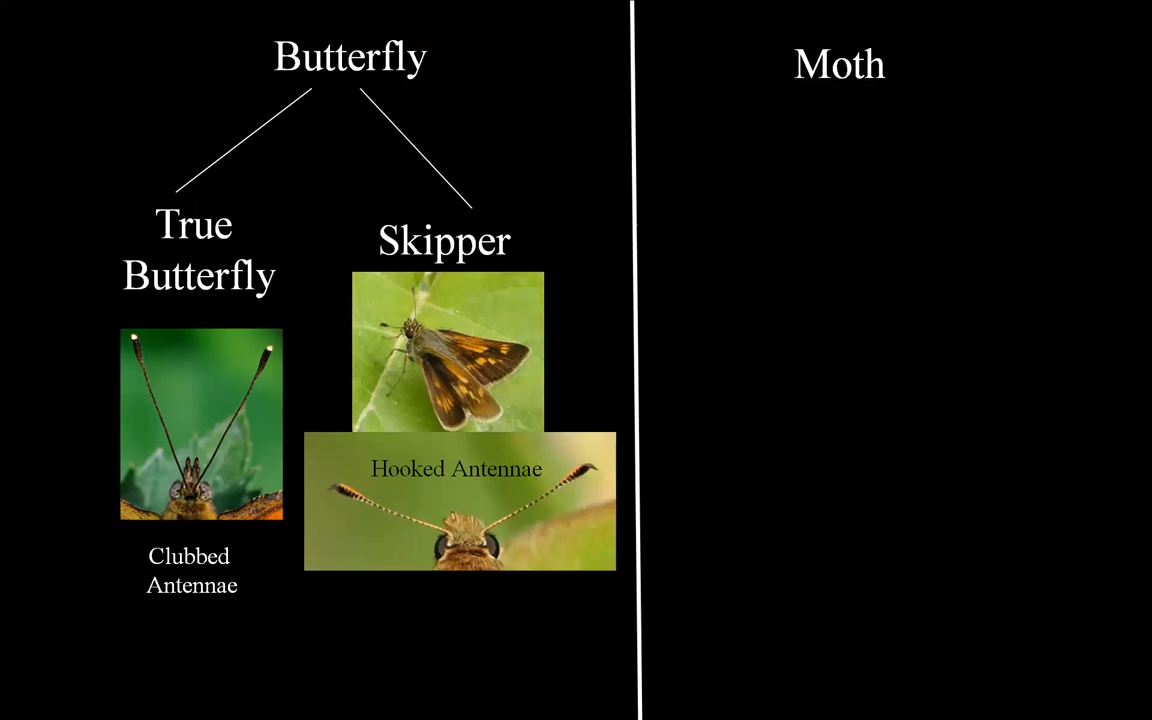 Butterfly
Moth
True
Butterfly
Skipper
Hooked Antennae
Clubbed
Antennae